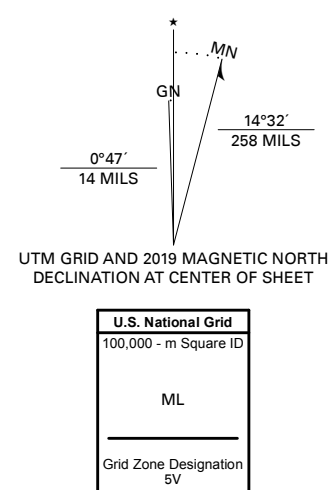 ★
MN
GN
14°32´
258 MILS
0°47´
14 MILS
UTM GRID AND 2019 MAGNETIC NORTH
DECLINATION AT CENTER OF SHEET
U.S. National Grid
100,000 - m Square ID
ML
Grid Zone Designation
5V